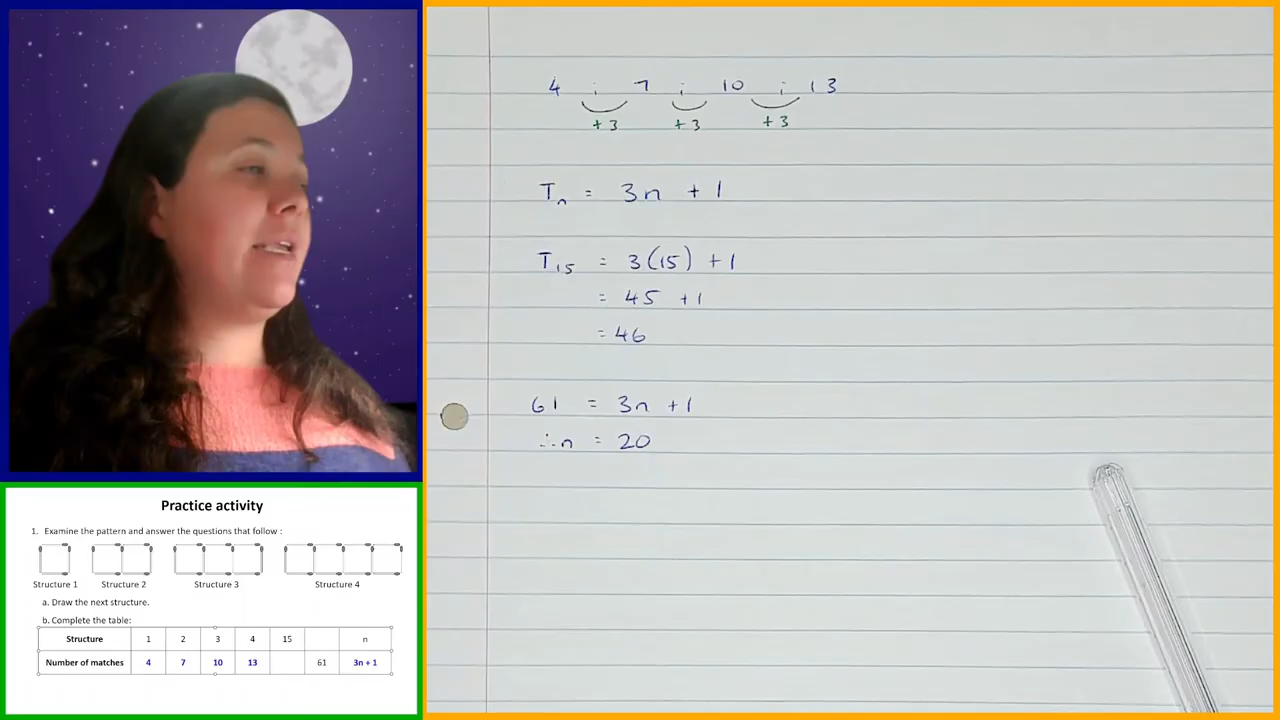 4 ; 7 ; 10 ; 13
+3 +3 +3
Tn = 3n + 1
T15 = 3(15) + 1
= 45 + 1
= 46
61 = 3n + 1
∴ n = 20
Practice activity
1. Examine the pattern and answer the questions that follow :
Structure 1 Structure 2 Structure 3 Structure 4
a. Draw the next structure.
b. Complete the table:
Structure 1 2 3 4 15 n
Number of matches 4 7 10 13 61 3n + 1